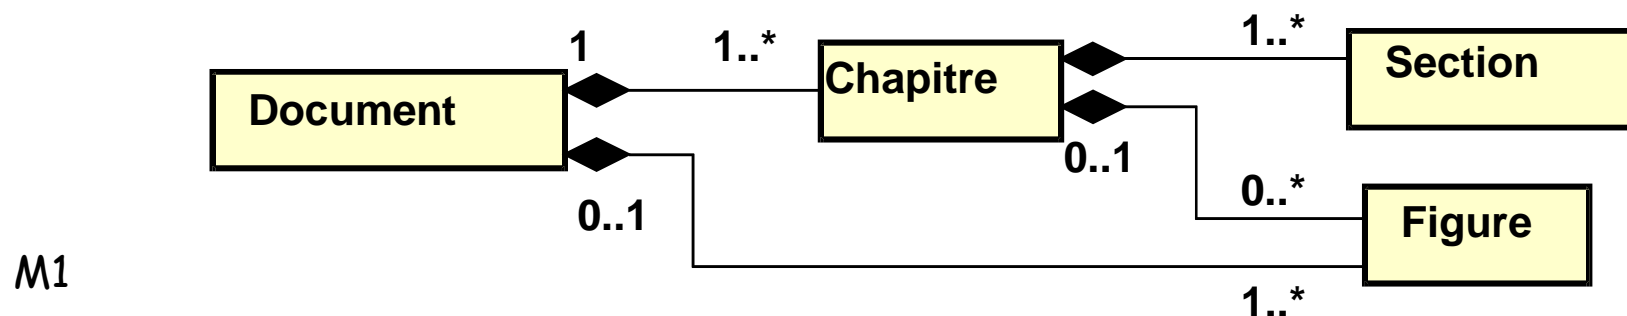 1
1..*
1..*
Document
Chapitre
Section
0..1
0..1
0..*
Figure
M1
1..*